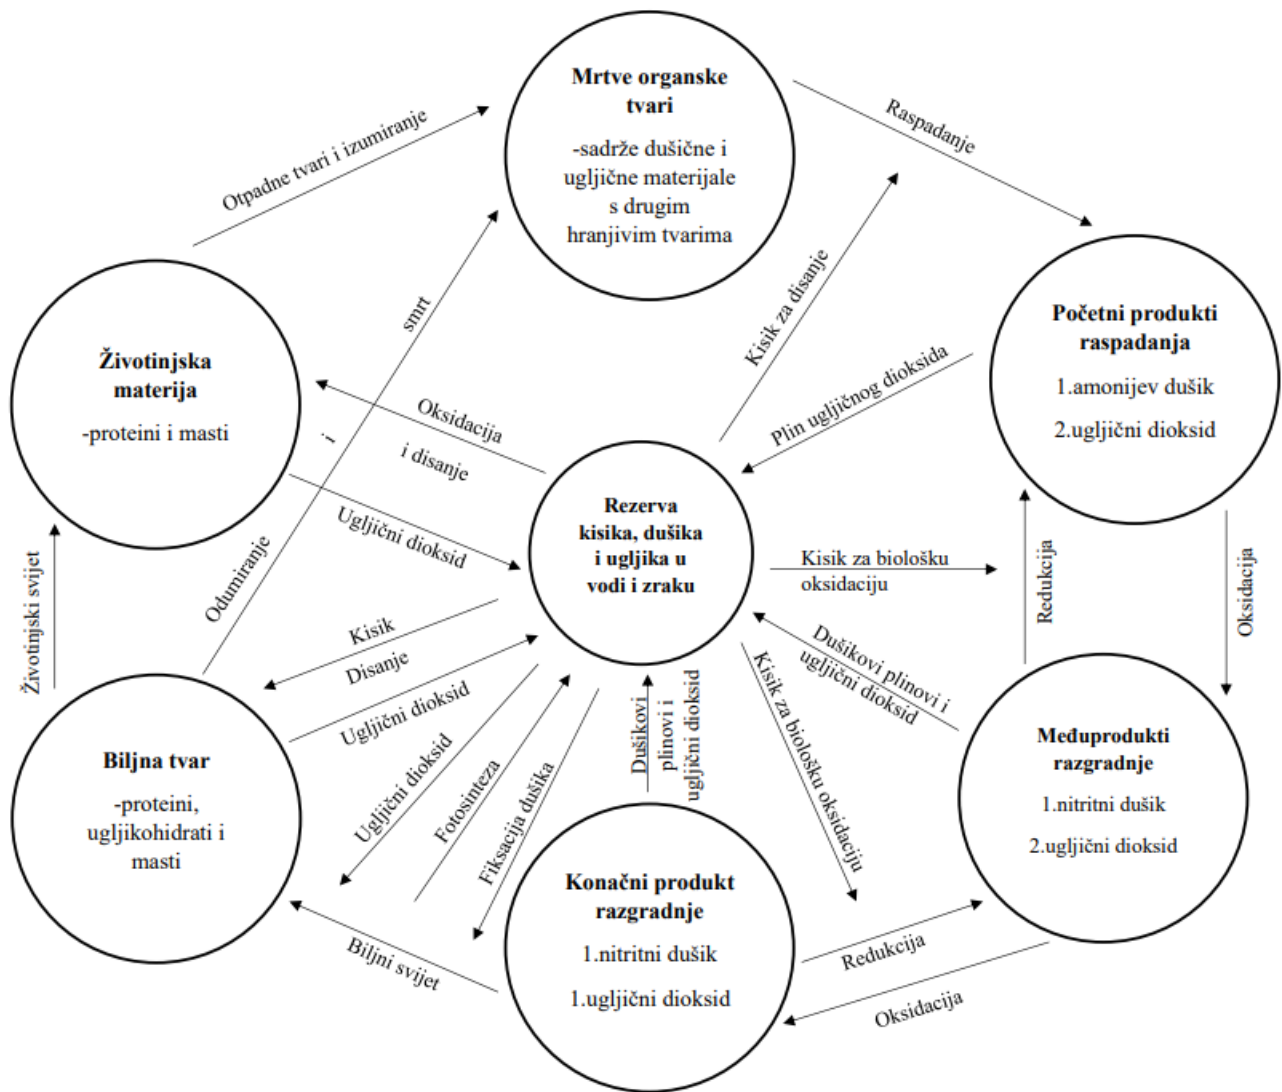 Mrtve organske
tvari
-sadrže dušične i
ugljične materijale
s drugim
hranjivim tvarima
Raspadanje
Otpadne tvari i izumiranje
Početni produkti
raspadanja
1.amonijev dušik
2.ugljični dioksid
Životinjska
materija
-proteini i masti
smrt
i
Odumiranje
Kisik za disanje
Plin ugljičnog dioksida
Oksidacija
i disanje
Ugljični dioksid
Rezerva
kisika, dušika
i ugljika u
vodi i zraku
Kisik za biološku
oksidaciju
Redukcija
Oksidacija
Životinjski svijet
Kisik
Disanje
Ugljični dioksid
Dušikovi plinovi i
ugljični dioksid
Kisik za biološku oksidaciju
Dušikovi
plinovi i
ugljični dioksid
Ugljični dioksid
Fotosinteza
Fiksacija dušika
Biljna tvar
-proteini,
ugljikohidrati i
masti
Međuprodukti
razgradnje
1.nitritni dušik
2.ugljični dioksid
Konačni produkt
razgradnje
1.nitritni dušik
1.ugljični dioksid
Biljni svijet
Redukcija
Oksidacija